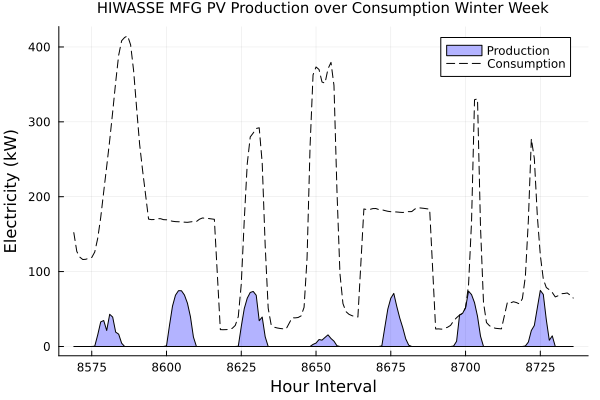 HIWASSE MFG PV Production over Consumption Winter Week
Production
Consumption
400
300
200
100
0
Electricity (kW)
8575 8600 8625 8650 8675 8700 8725
Hour Interval